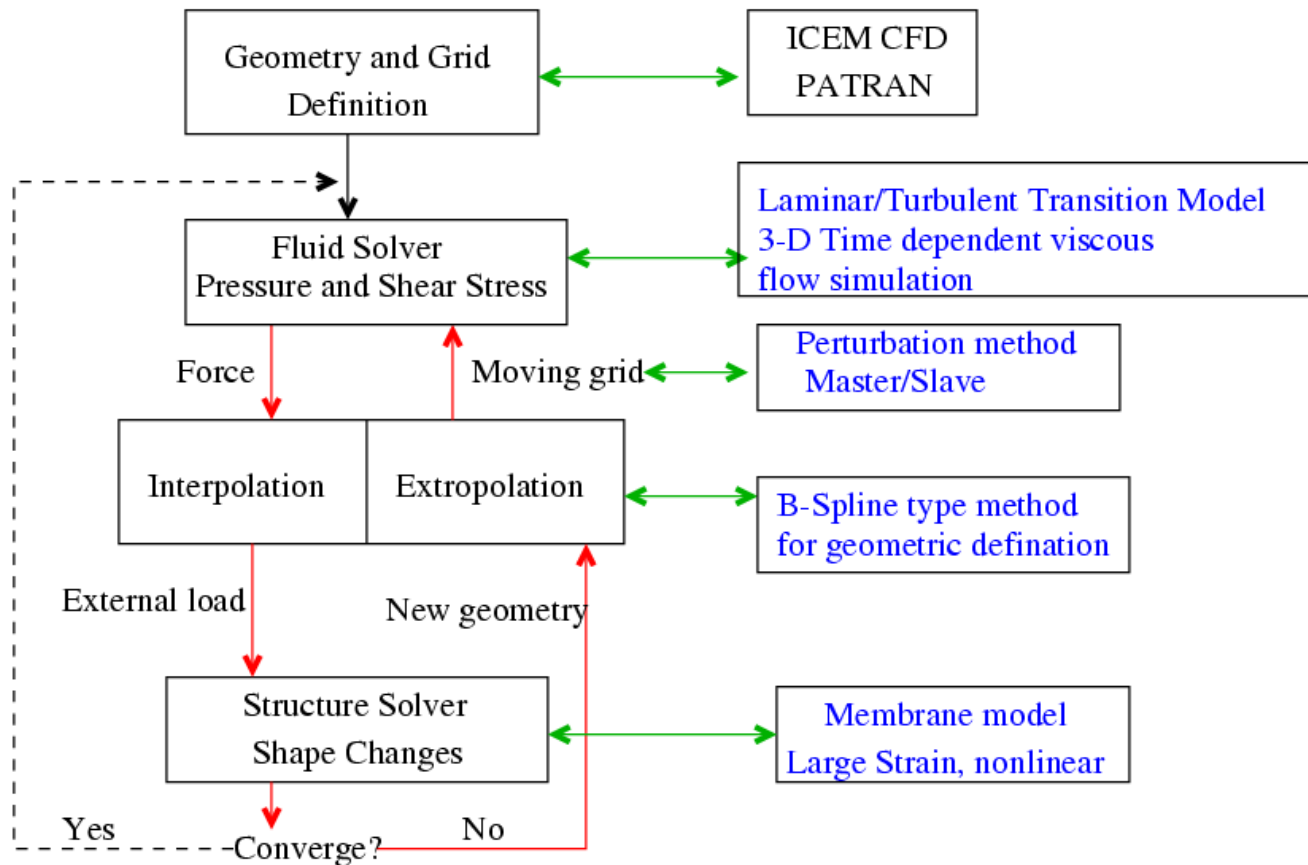 Geometry and Grid
Definition
ICEM CFD
PATRAN
Fluid Solver
Pressure and Shear Stress
Laminar/Turbulent Transition Model
3-D Time dependent viscous
flow simulation
Force
Moving grid
Perturbation method
Master/Slave
Interpolation
Extropolation
B-Spline type method
for geometric defination
External load
New geometry
Structure Solver
Shape Changes
Membrane model
Large Strain, nonlinear
Yes
Converge?
No